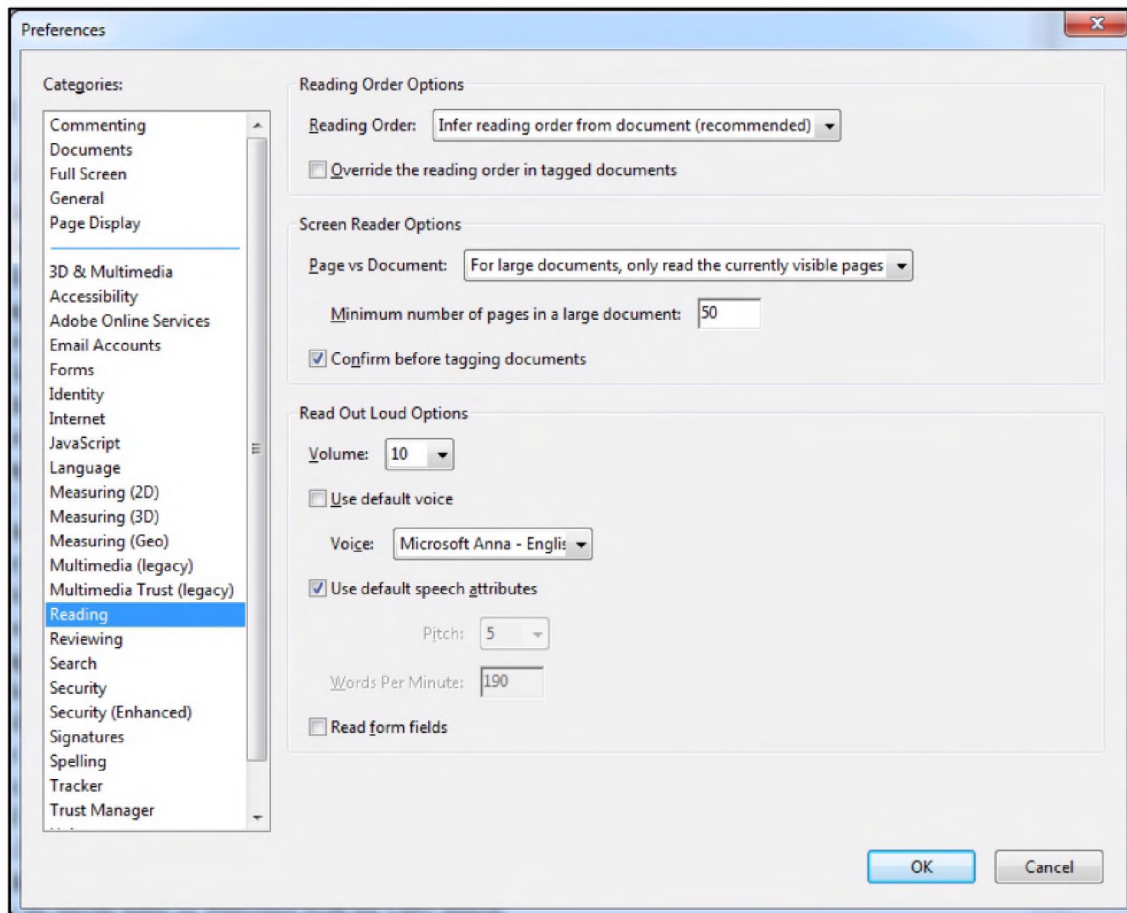 Preferences
Categories:
Commenting
Documents
Full Screen
General
Page Display
3D & Multimedia
Accessibility
Adobe Online Services
Email Accounts
Forms
Identity
Internet
JavaScript
Language
Measuring (2D)
Measuring (3D)
Measuring (Geo)
Multimedia (legacy)
Multimedia Trust (legacy)
Reading
Reviewing
Search
Security
Security (Enhanced)
Signatures
Spelling
Tracker
Trust Manager
Reading Order Options
Reading Order: Infer reading order from document (recommended)
Override the reading order in tagged documents
Screen Reader Options
Page vs Document: For large documents, only read the currently visible pages
Minimum number of pages in a large document: 50
Confirm before tagging documents
Read Out Loud Options
Volume: 10
Use default voice
Voice: Microsoft Anna - Englis
Use default speech attributes
Pitch: 5
Words Per Minute: 190
Read form fields
OK Cancel